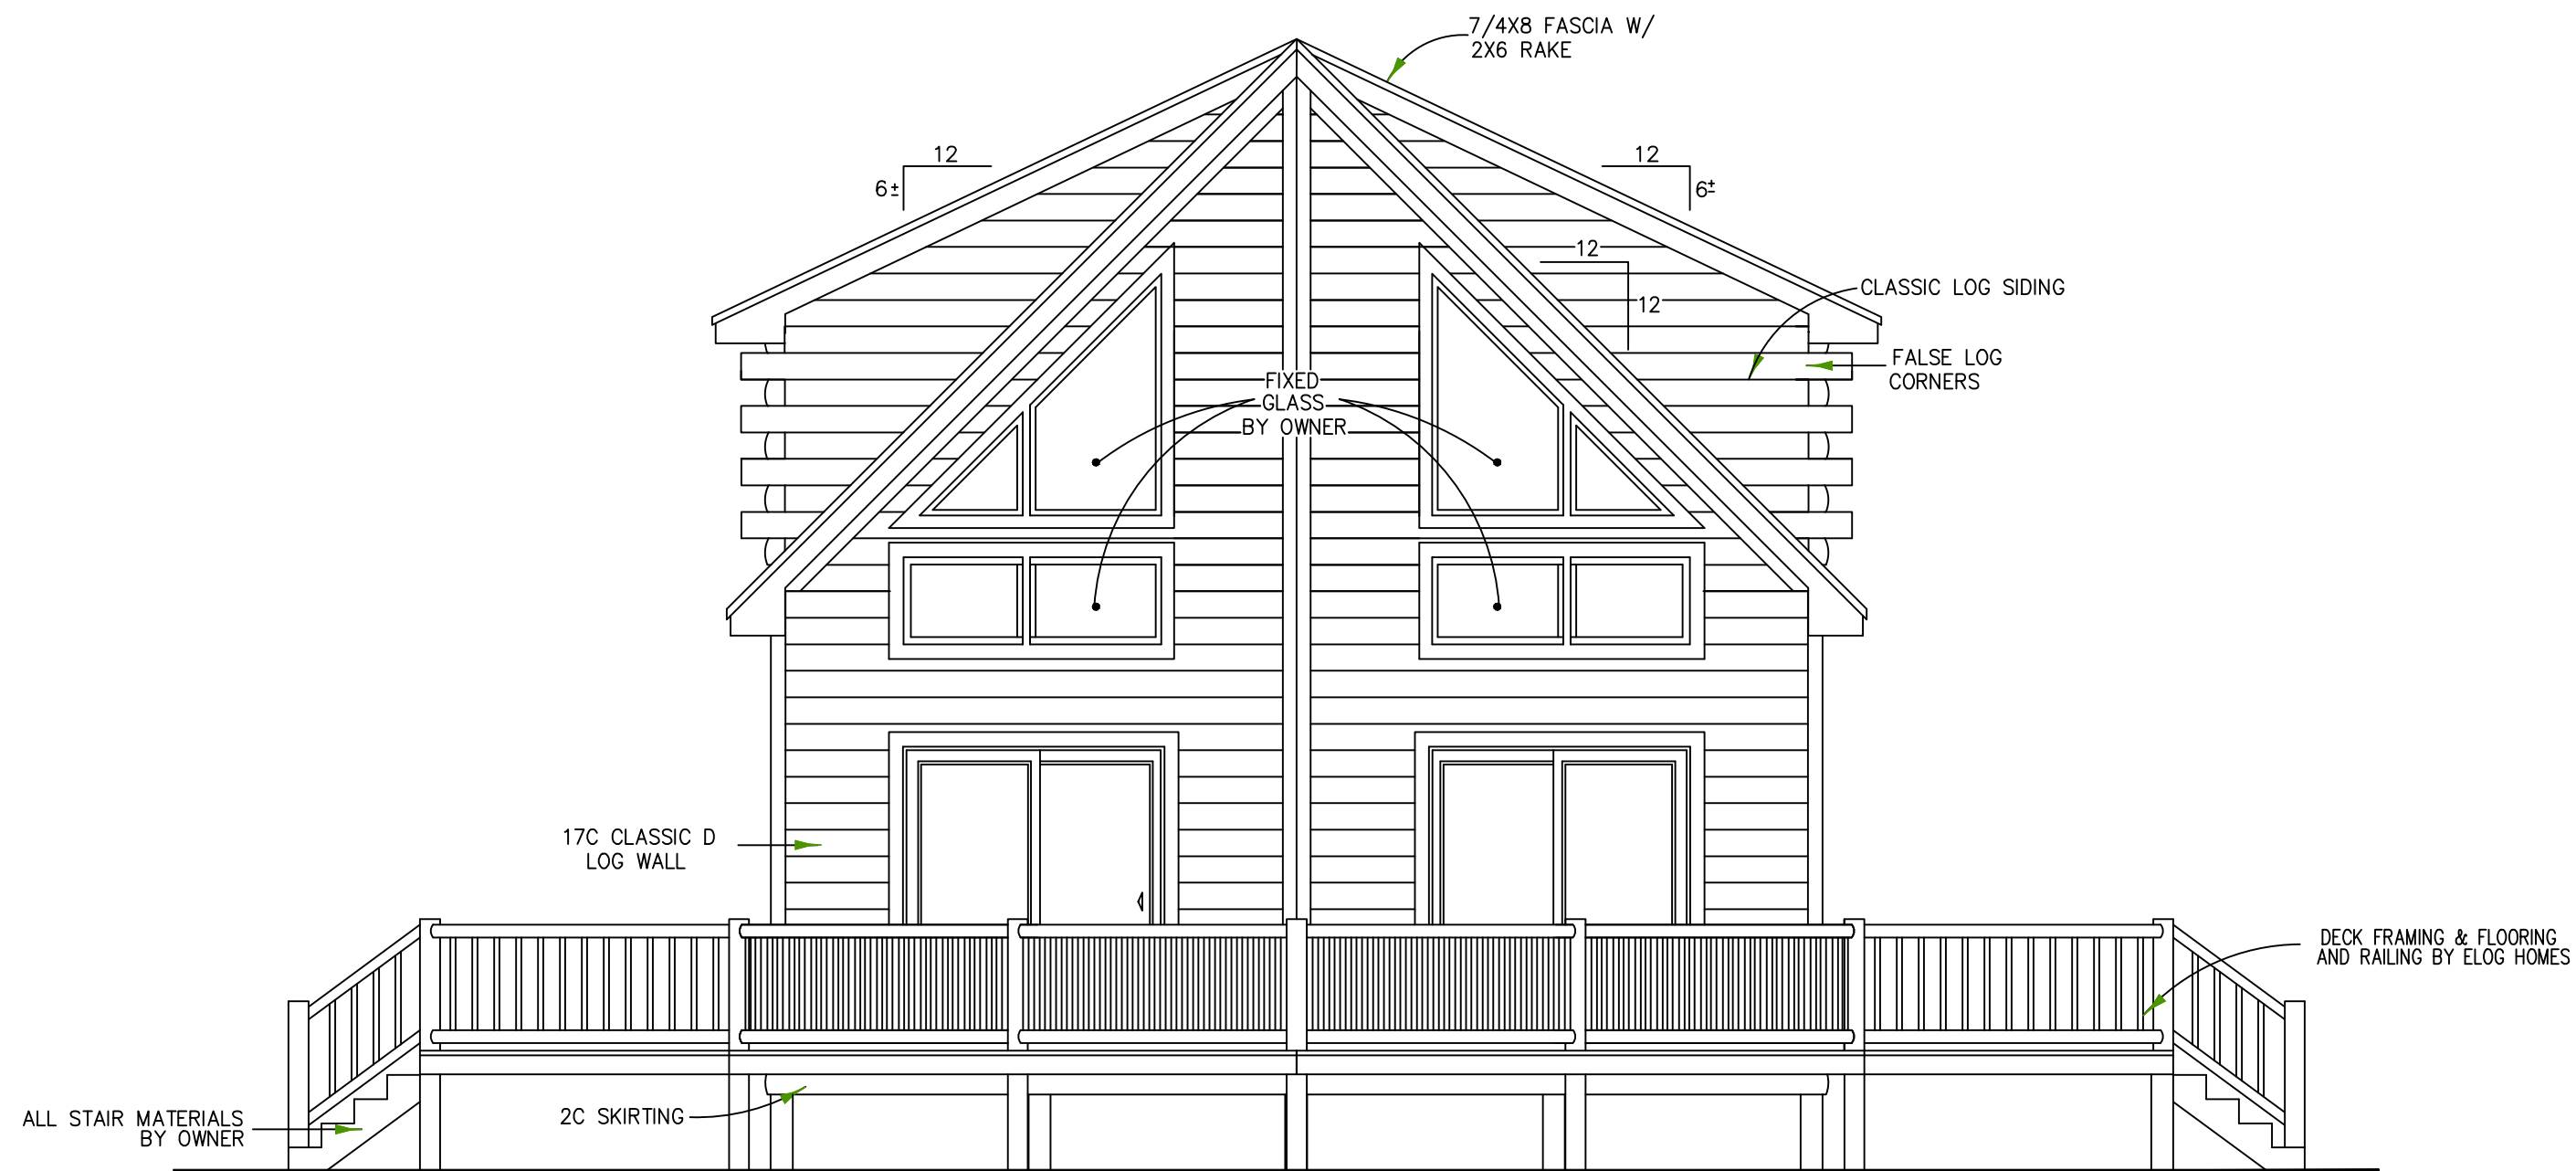 7/4X8 FASCIA W/
2X6 RAKE
12
6±
12
6±
12
12
CLASSIC LOG SIDING
FALSE LOG
CORNERS
FIXED
GLASS
BY OWNER
17C CLASSIC D
LOG WALL
DECK FRAMING & FLOORING
AND RAILING BY ELOG HOMES
2C SKIRTING
ALL STAIR MATERIALS
BY OWNER